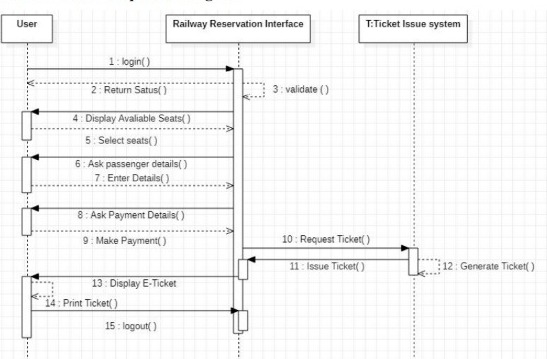 User
Railway Reservation Interface
T:Ticket Issue system
1 : login( )
2 : Return Satus( )
3 : validate ( )
4 : Display Avaliable Seats( )
5 : Select seats( )
6 : Ask passenger details( )
7 : Enter Details( )
8 : Ask Payment Details( )
9 : Make Payment( )
10 : Request Ticket( )
11 : Issue Ticket( )
12 : Generate Ticket( )
13 : Display E-Ticket
14 : Print Ticket( )
15 : logout( )